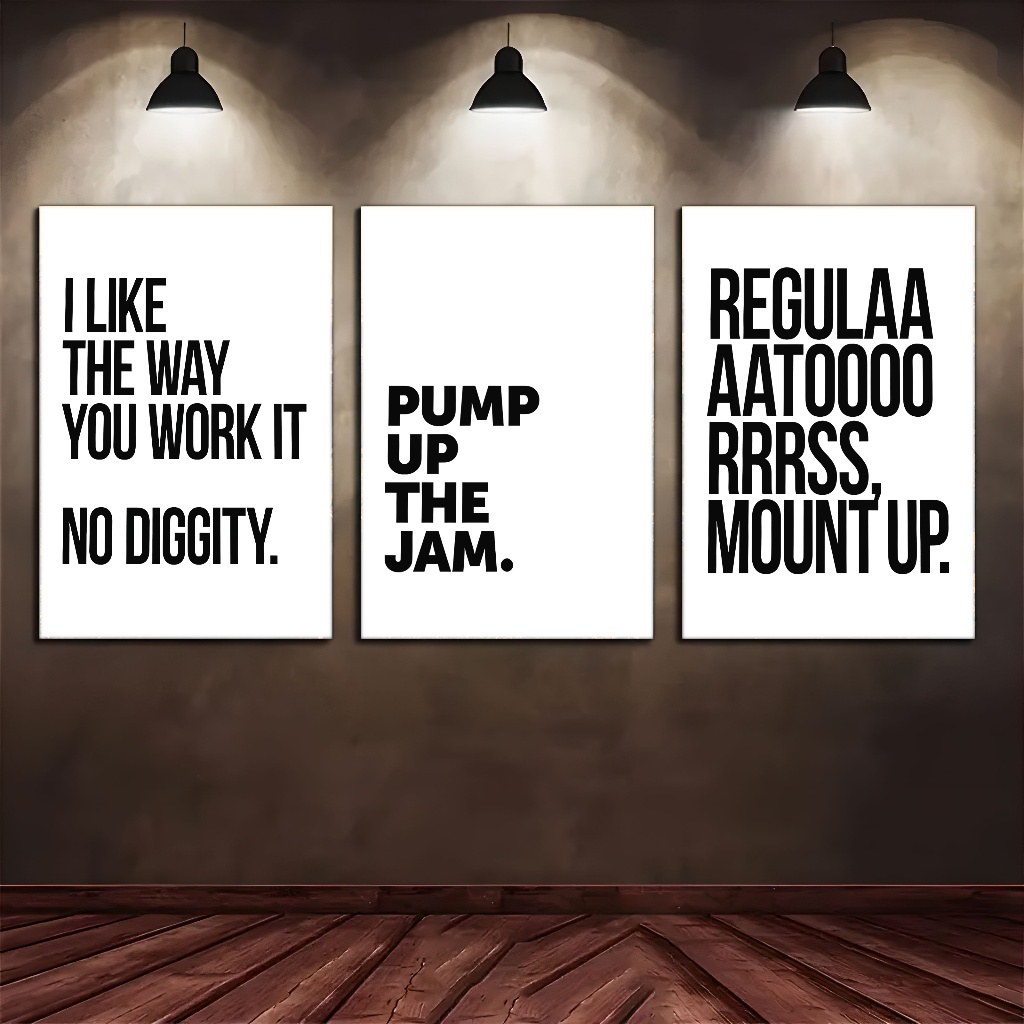 I LIKE
THE WAY
YOU WORK IT
NO DIGGITY.
PUMP
UP
THE
JAM.
REGULAA
AATOOOO
RRRSS,
MOUNT UP.